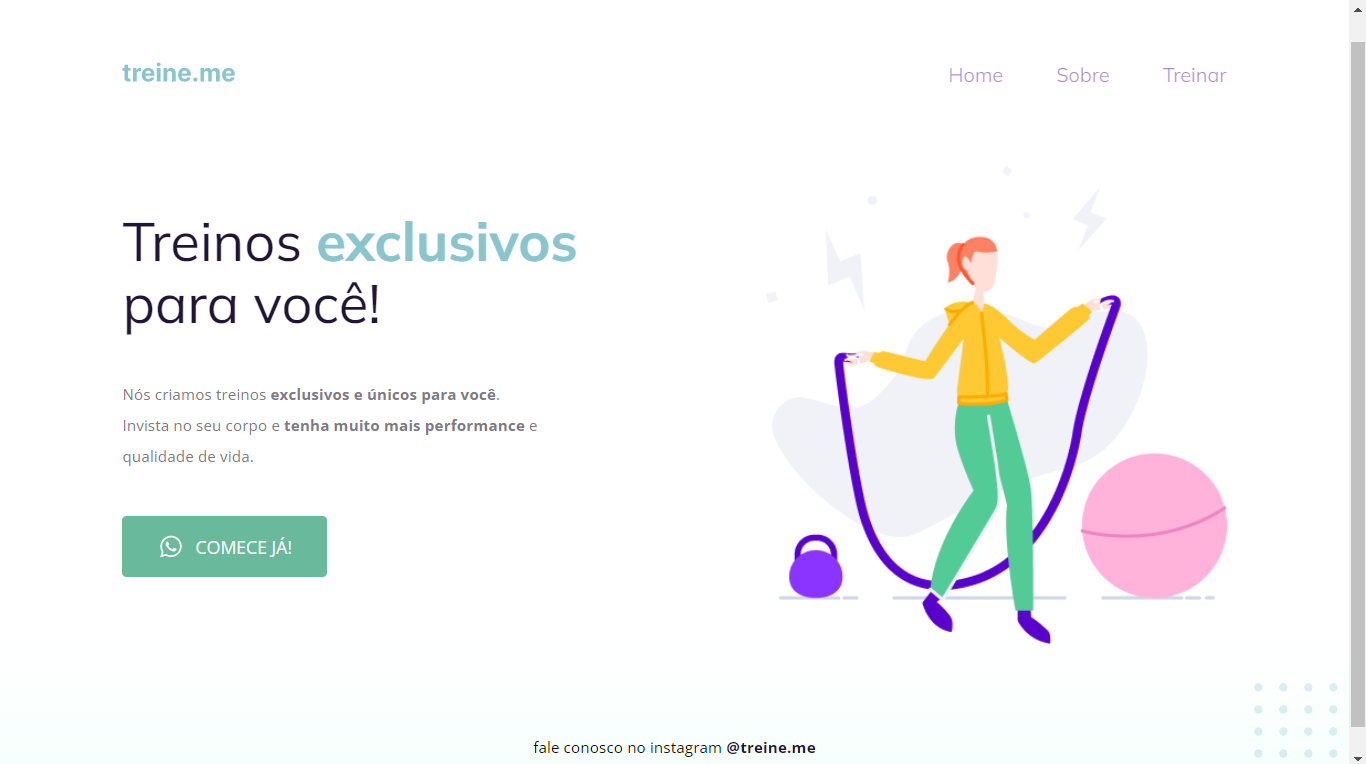 treine.me
Home
Sobre
Treinar
Treinos exclusivos
para você!
Nós criamos treinos exclusivos e únicos para você.
Invista no seu corpo e tenha muito mais performance e
qualidade de vida.
COMECE JÁ!
fale conosco no instagram @treine.me